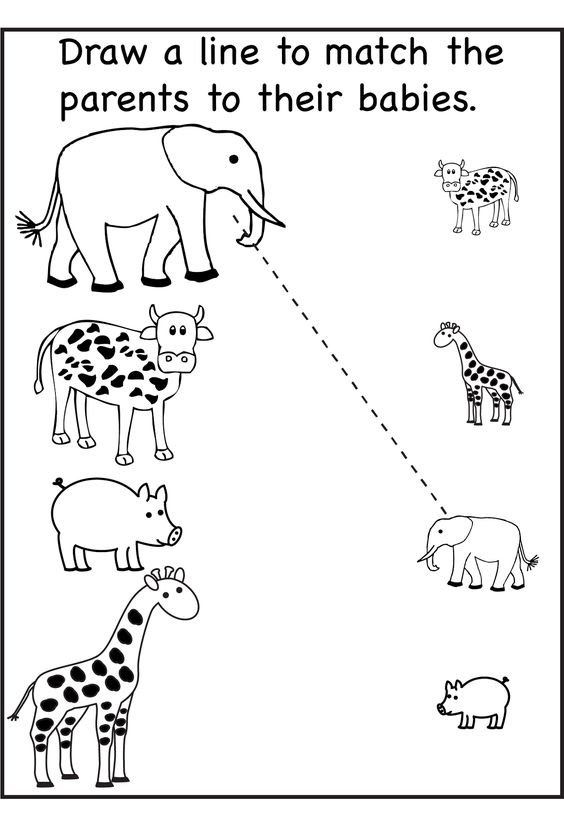 Draw a line to match the
parents to their babies.